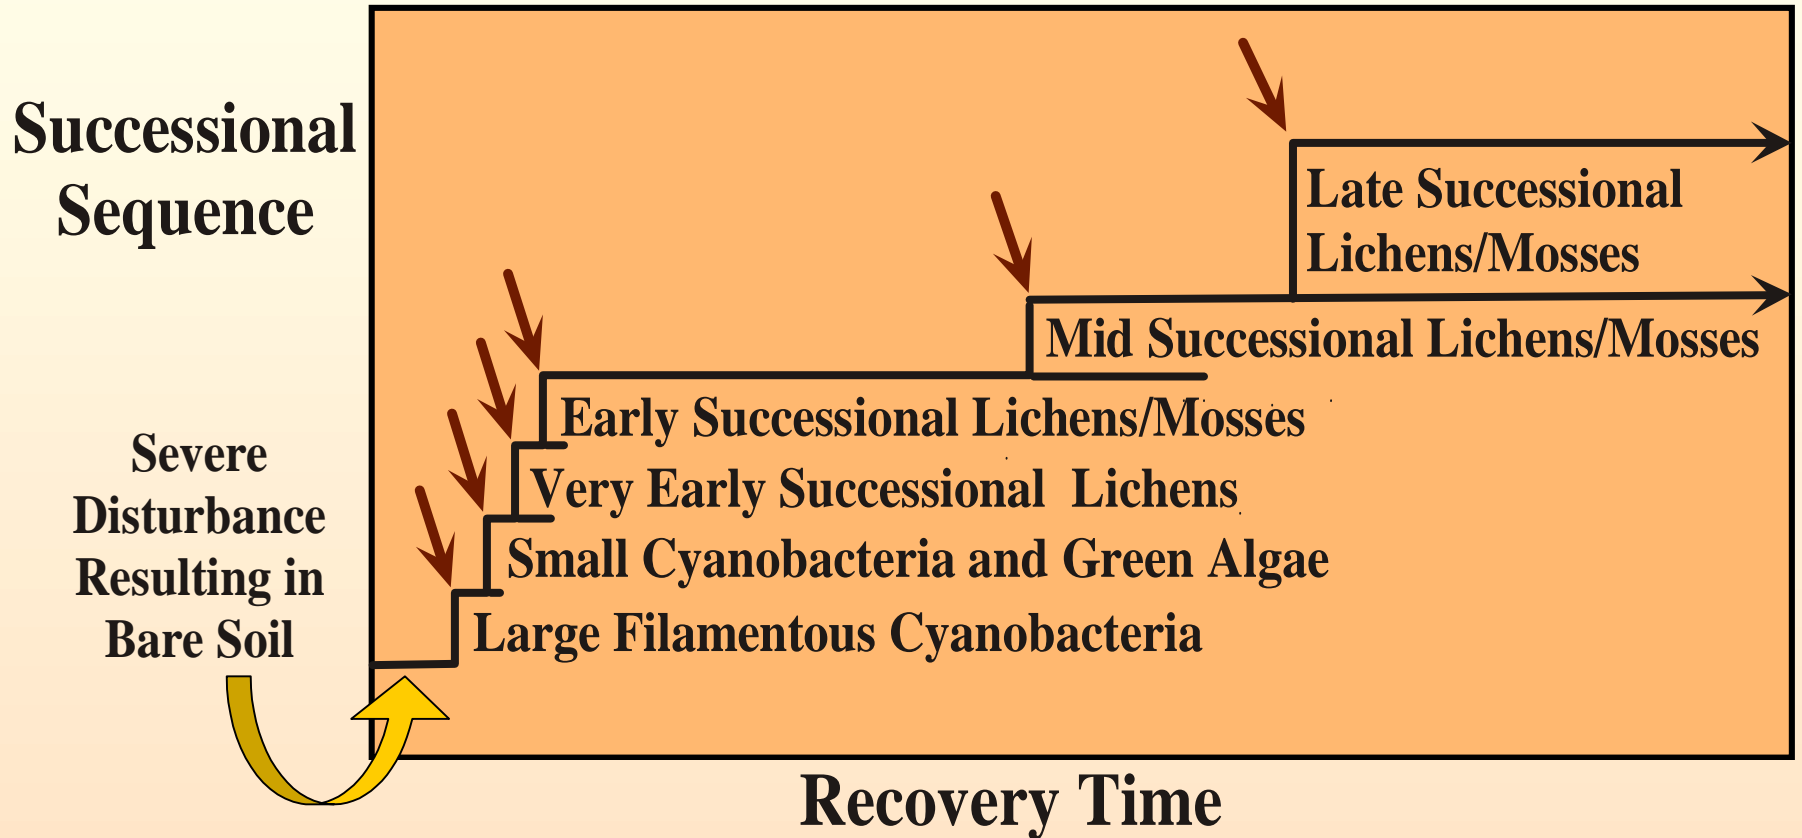 Successional
Sequence
Late Successional
Lichens/Mosses
Mid Successional Lichens/Mosses
Early Successional Lichens/Mosses
Very Early Successional Lichens
Small Cyanobacteria and Green Algae
Large Filamentous Cyanobacteria
Severe
Disturbance
Resulting in
Bare Soil
Recovery Time